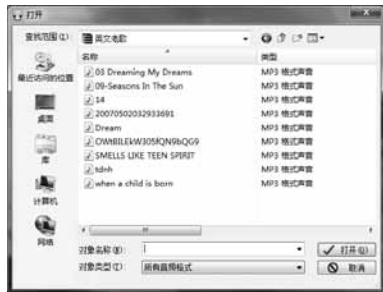 打开
查找范围(I): 英文老歌
名称 类型
03 Dreaming My Dreams MP3 格式声音
09-Seasons In The Sun MP3 格式声音
14 MP3 格式声音
20070502032933691 MP3 格式声音
Dream MP3 格式声音
OWtBILEkW305fQN9bQG9 MP3 格式声音
SMELLS LIKE TEEN SPIRIT MP3 格式声音
tdnh MP3 格式声音
when a child is born MP3 格式声音
最近访问的位置
桌面
库
计算机
网络
对象名称(N): 打开(O)
对象类型(T): 所有音频格式 取消